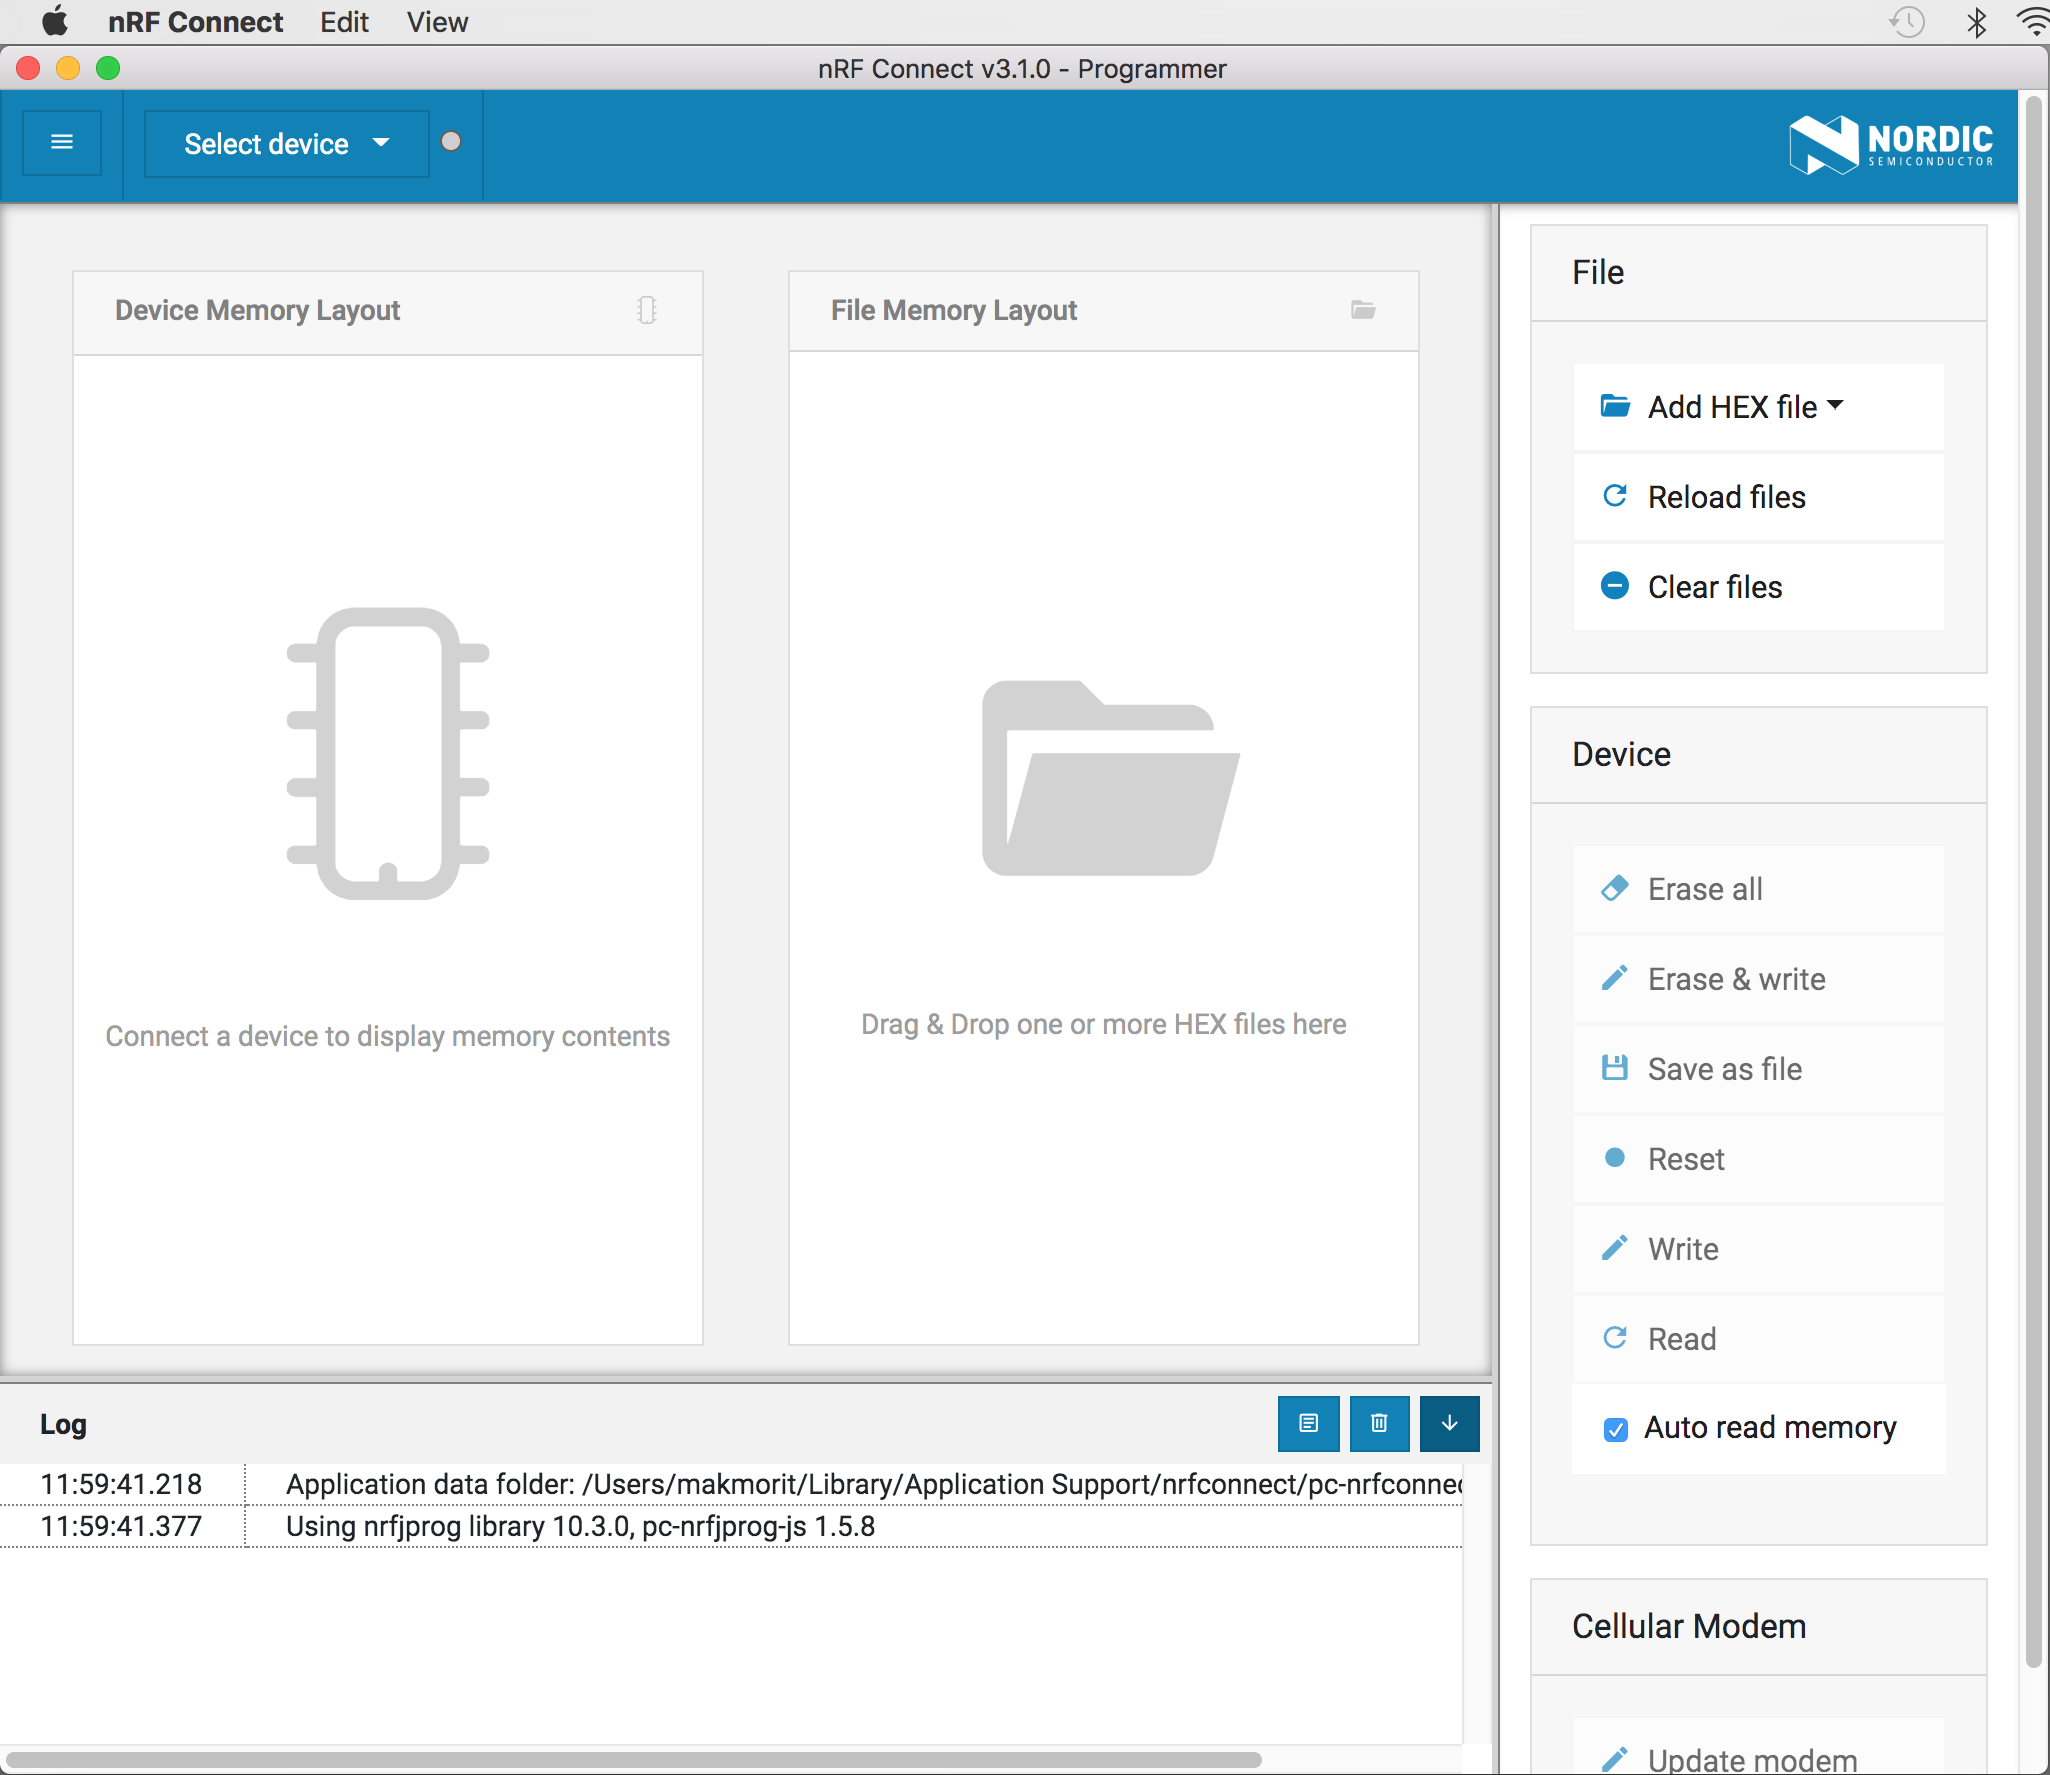 nRF Connect Edit View
nRF Connect v3.1.0 - Programmer
Select device
NORDIC
SEMICONDUCTOR
Device Memory Layout
Connect a device to display memory contents
File Memory Layout
Drag & Drop one or more HEX files here
File
Add HEX file
Reload files
Clear files
Device
Erase all
Erase & write
Save as file
Reset
Write
Read
Auto read memory
Cellular Modem
Update modem
Log
11:59:41.218 Application data folder: /Users/makmorit/Library/Application Support/nrfconnect/pc-nrfconnec
11:59:41.377 Using nrfjprog library 10.3.0, pc-nrfjprog-js 1.5.8